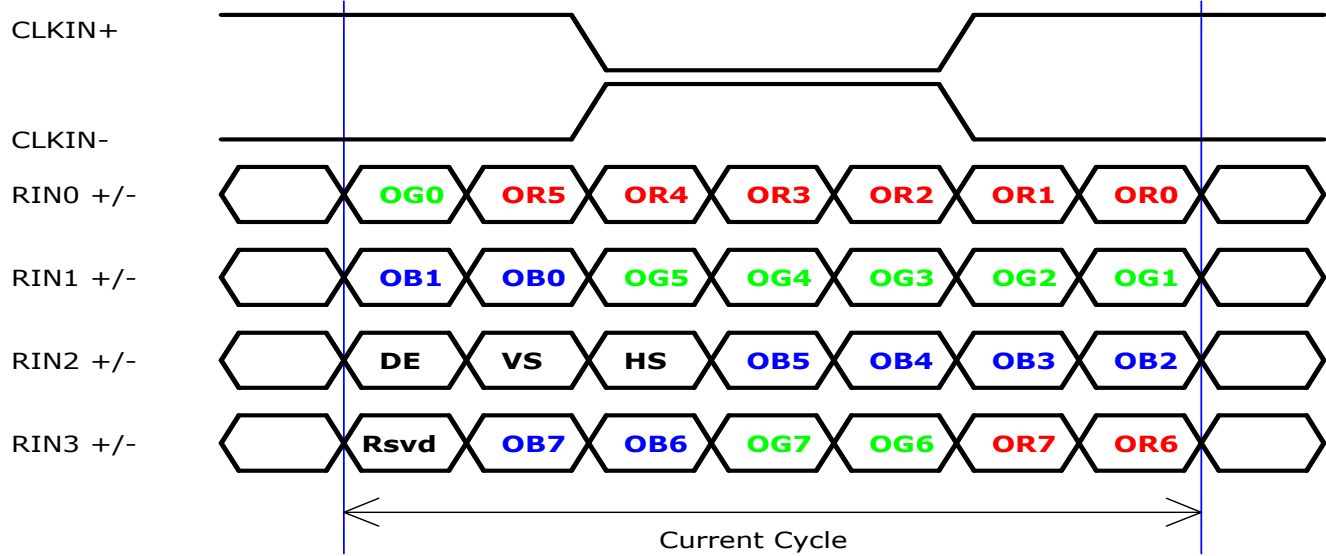 CLKIN+
CLKIN-
RIN0 +/- OG0 OR5 OR4 OR3 OR2 OR1 OR0
RIN1 +/- OB1 OB0 OG5 OG4 OG3 OG2 OG1
RIN2 +/- DE VS HS OB5 OB4 OB3 OB2
RIN3 +/- Rsvd OB7 OB6 OG7 OG6 OR7 OR6
Current Cycle